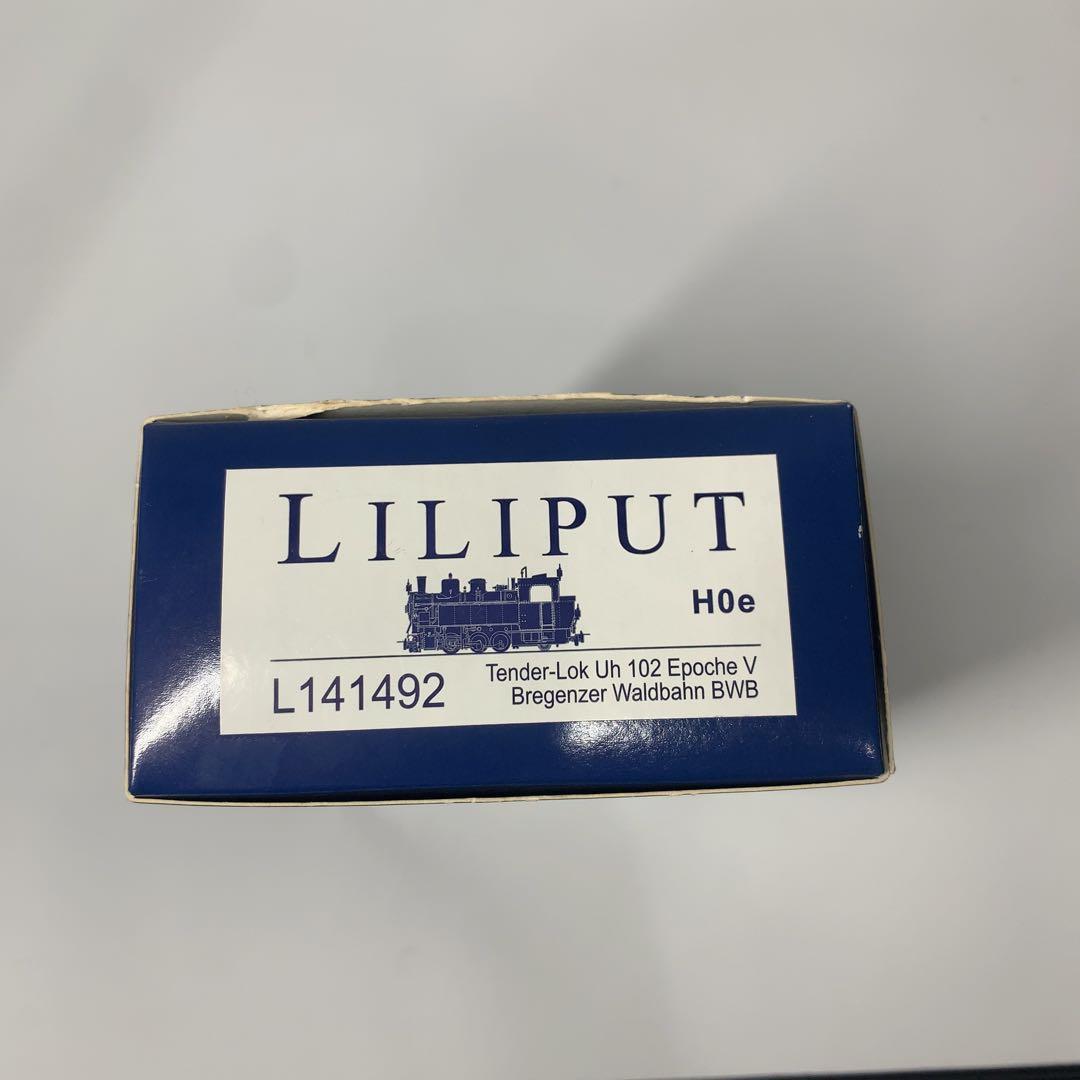 LILIPUT
H0e
L141492
Tender-Lok Uh 102 Epoche V
Bregenzer Waldbahn BWB